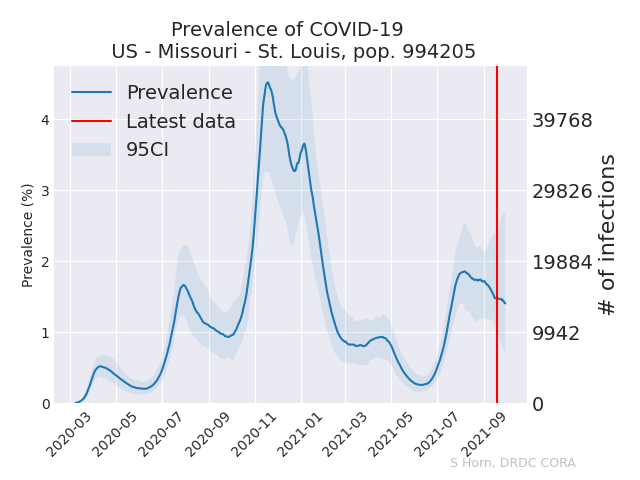 Prevalence of COVID-19
US - Missouri - St. Louis, pop. 994205
Prevalence
Latest data
95CI
Prevalence (%)
4
3
2
1
0
39768
29826
19884
9942
0
# of infections
2020-03
2020-05
2020-07
2020-09
2020-11
2021-01
2021-03
2021-05
2021-07
2021-09
S Horn, DRDC CORA